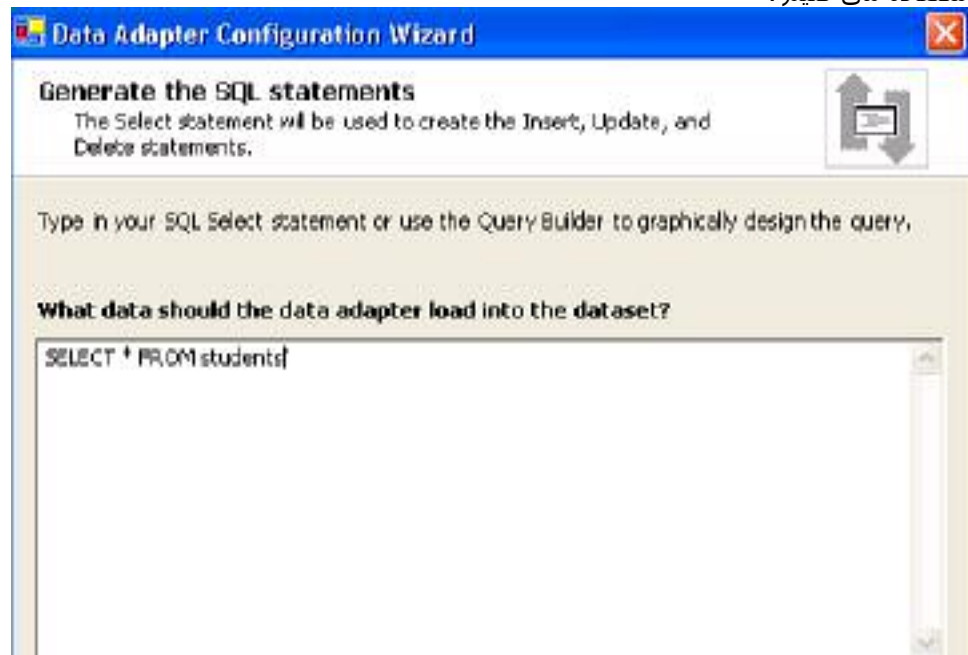 Data Adapter Configuration Wizard
Generate the SQL statements
The Select statement will be used to create the Insert, Update, and
Delete statements.
Type in your SQL Select statement or use the Query Builder to graphically design the query.
What data should the data adapter load into the dataset?
SELECT * FROM students